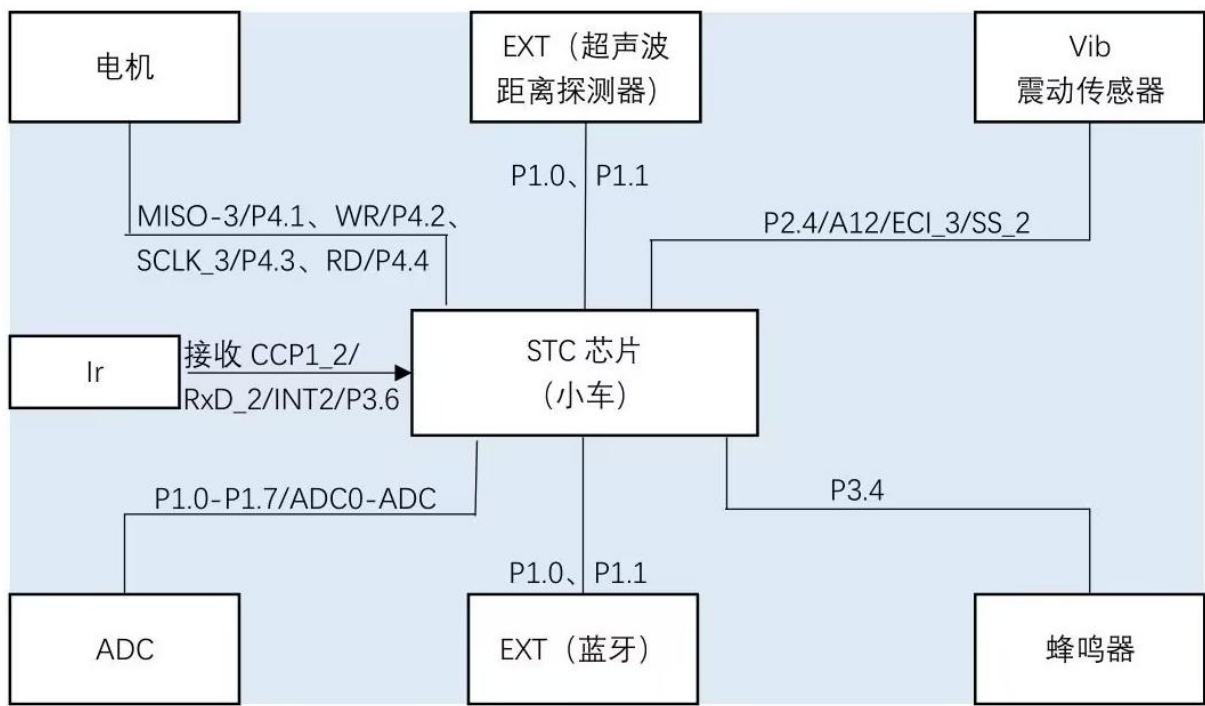 电机
EXT（超声波
距离探测器）
Vib
震动传感器
P1.0、P1.1
MISO-3/P4.1、WR/P4.2、
SCLK_3/P4.3、RD/P4.4
P2.4/A12/ECI_3/SS_2
Ir
接收 CCP1_2/
RxD_2/INT2/P3.6
STC 芯片
（小车）
P1.0-P1.7/ADC0-ADC
P3.4
P1.0、P1.1
ADC
EXT（蓝牙）
蜂鸣器